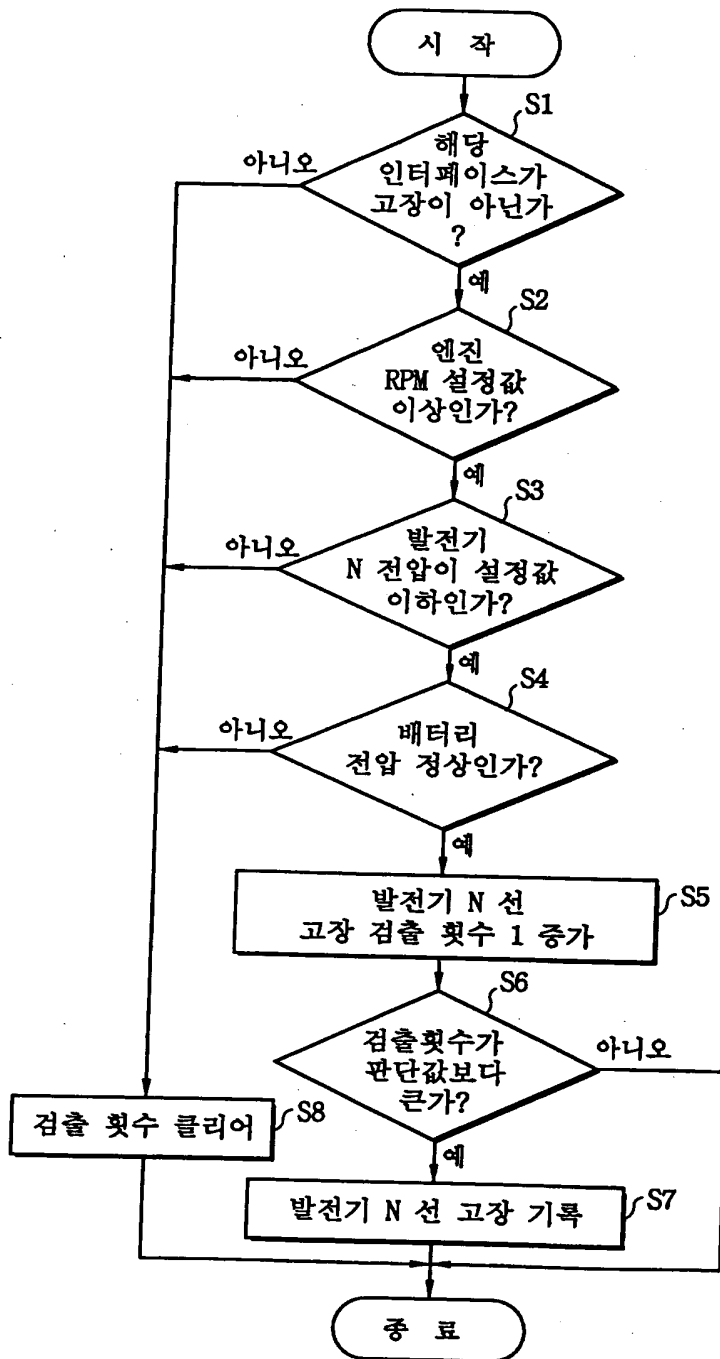 시 작
S1
해당
인터페이스가
고장이 아닌가
?
아니오
예
S2
엔진
RPM 설정값
이상인가?
아니오
예
S3
발전기
N 전압이 설정값
이하인가?
아니오
예
S4
배터리
전압 정상인가?
아니오
예
발전기 N 선
고장 검출 횟수 1 증가
S5
S6
검출횟수가
판단값보다
큰가?
아니오
예
검출 횟수 클리어
S8
발전기 N 선 고장 기록
S7
종 료